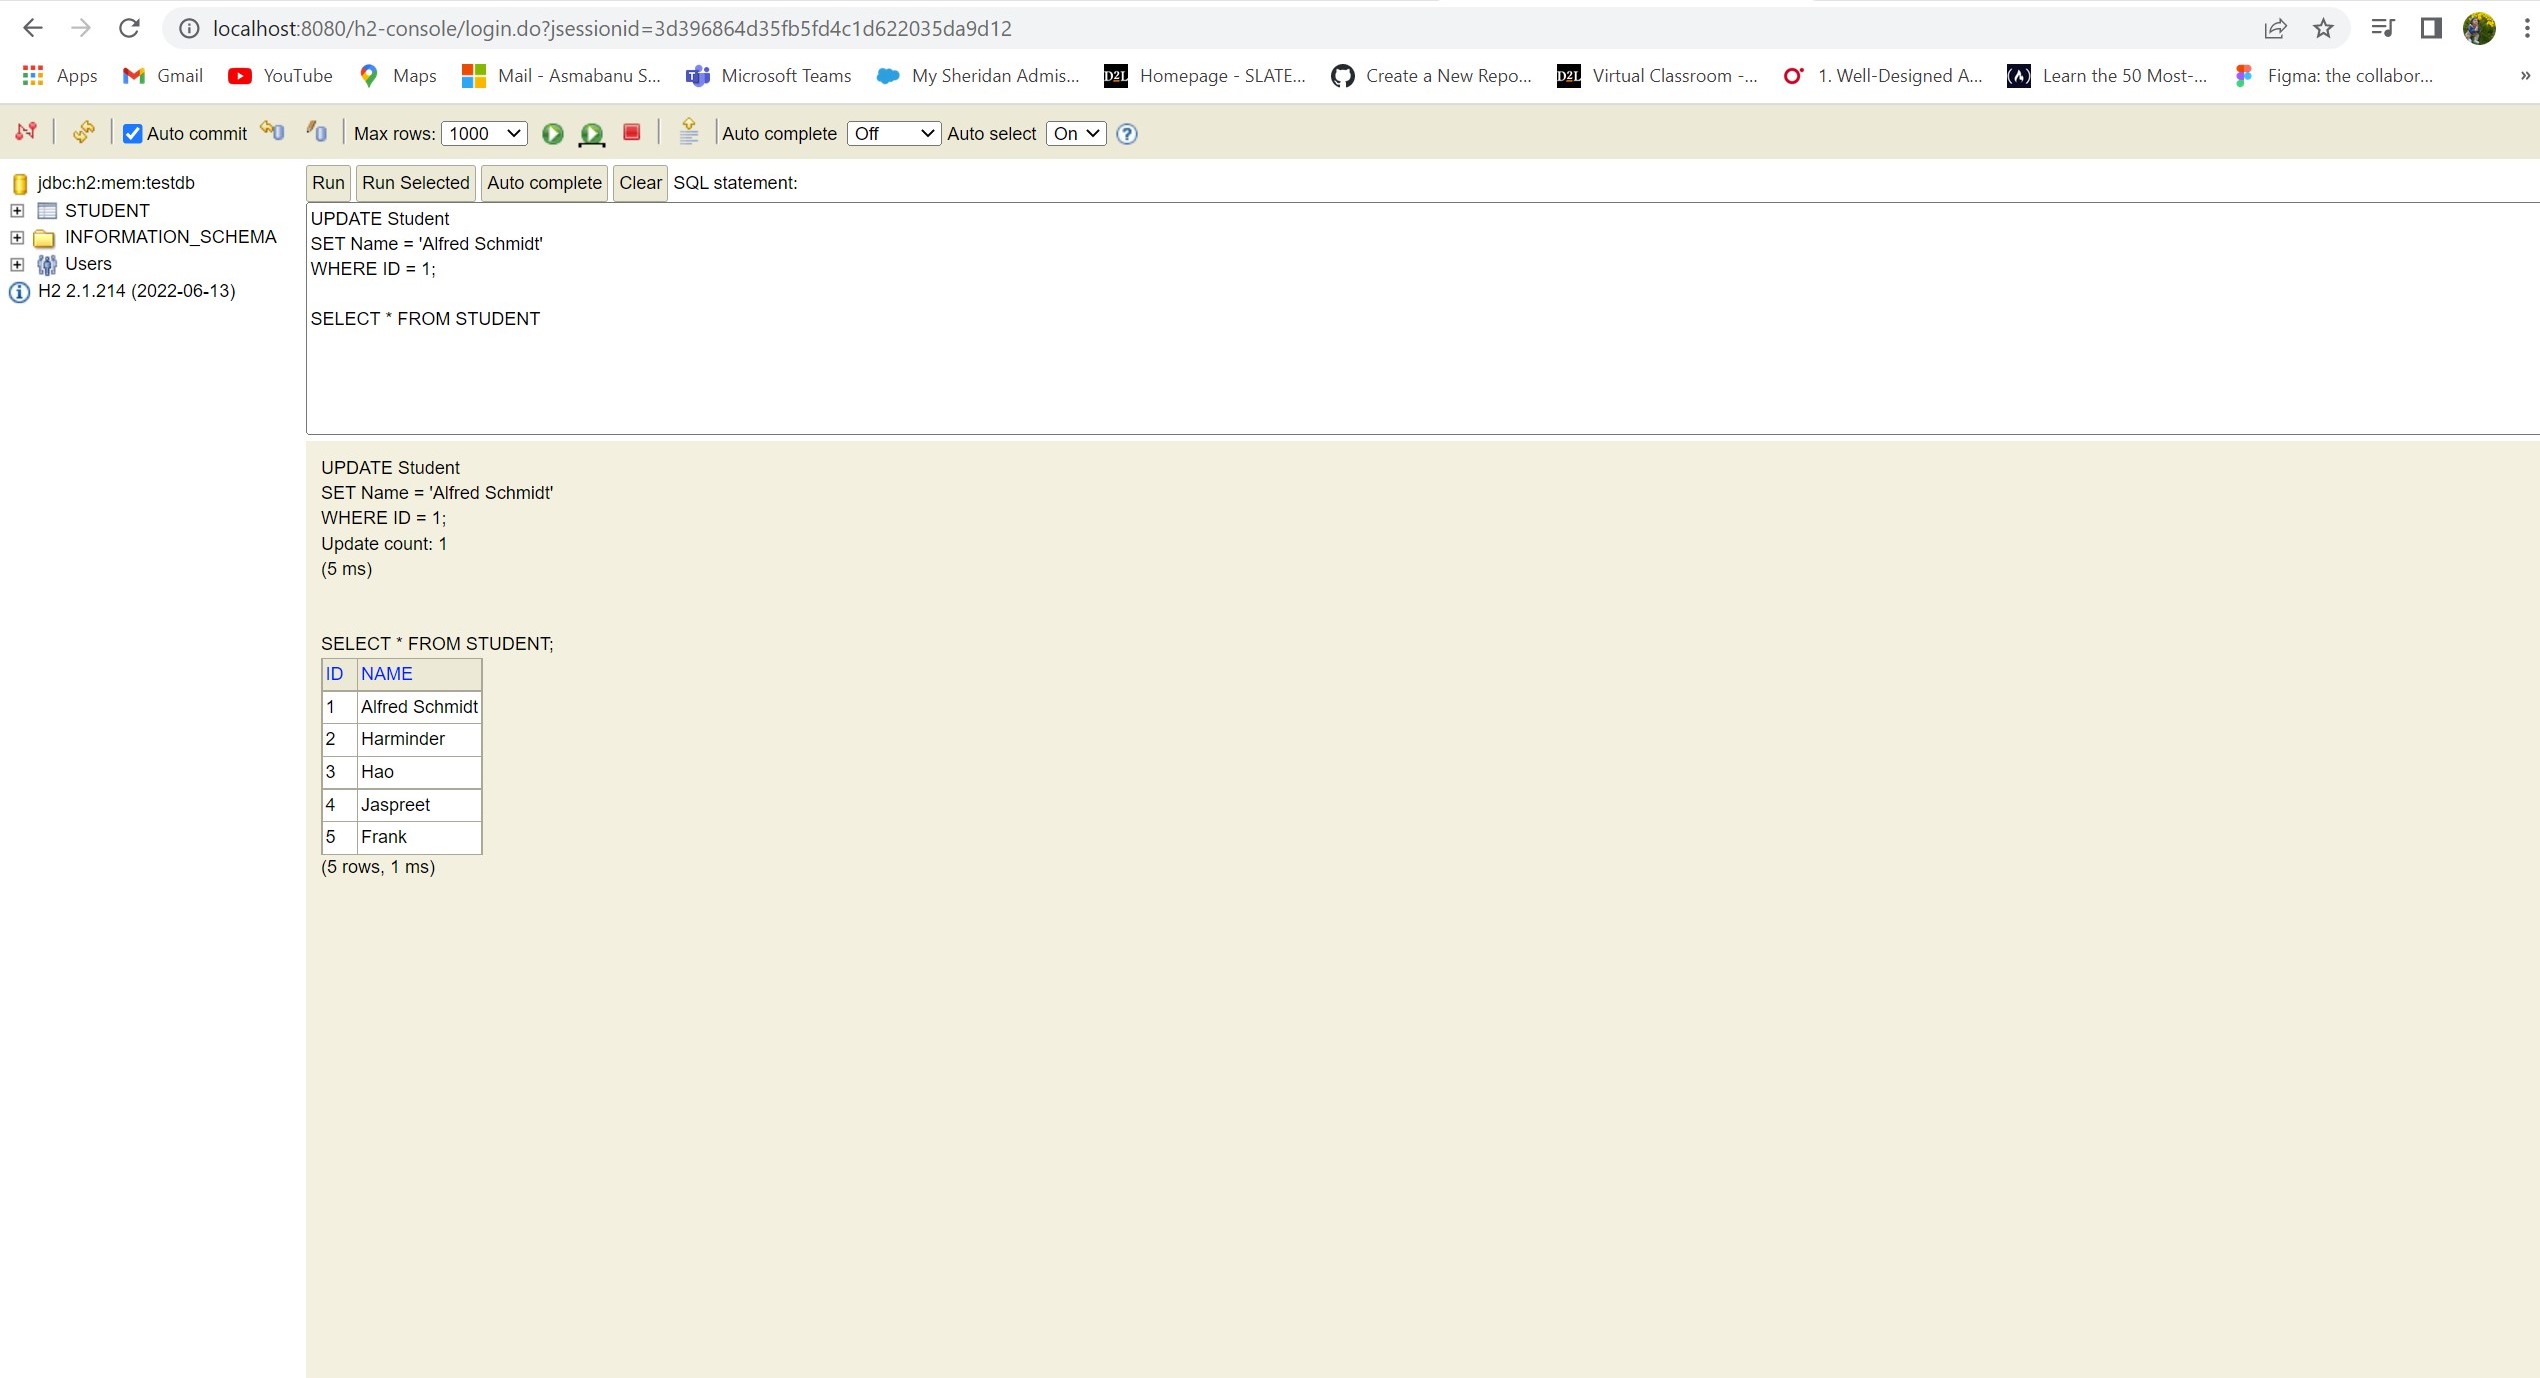 localhost:8080/h2-console/login.do?jsessionid=3d396864d35fb5fd4c1d622035da9d12
Apps Gmail YouTube Maps Mail - Asmabanu S... Microsoft Teams My Sheridan Admis... D2L Homepage - SLATE... Create a New Repo... D2L Virtual Classroom -... 1. Well-Designed A... Learn the 50 Most-... Figma: the collabor... »
Auto commit Max rows: 1000 Auto complete Off Auto select On ?
jdbc:h2:mem:testdb
STUDENT
INFORMATION_SCHEMA
Users
H2 2.1.214 (2022-06-13)
Run Run Selected Auto complete Clear SQL statement:
UPDATE Student
SET Name = 'Alfred Schmidt'
WHERE ID = 1;
SELECT * FROM STUDENT
UPDATE Student
SET Name = 'Alfred Schmidt'
WHERE ID = 1;
Update count: 1
(5 ms)
SELECT * FROM STUDENT;
ID NAME
1 Alfred Schmidt
2 Harminder
3 Hao
4 Jaspreet
5 Frank
(5 rows, 1 ms)